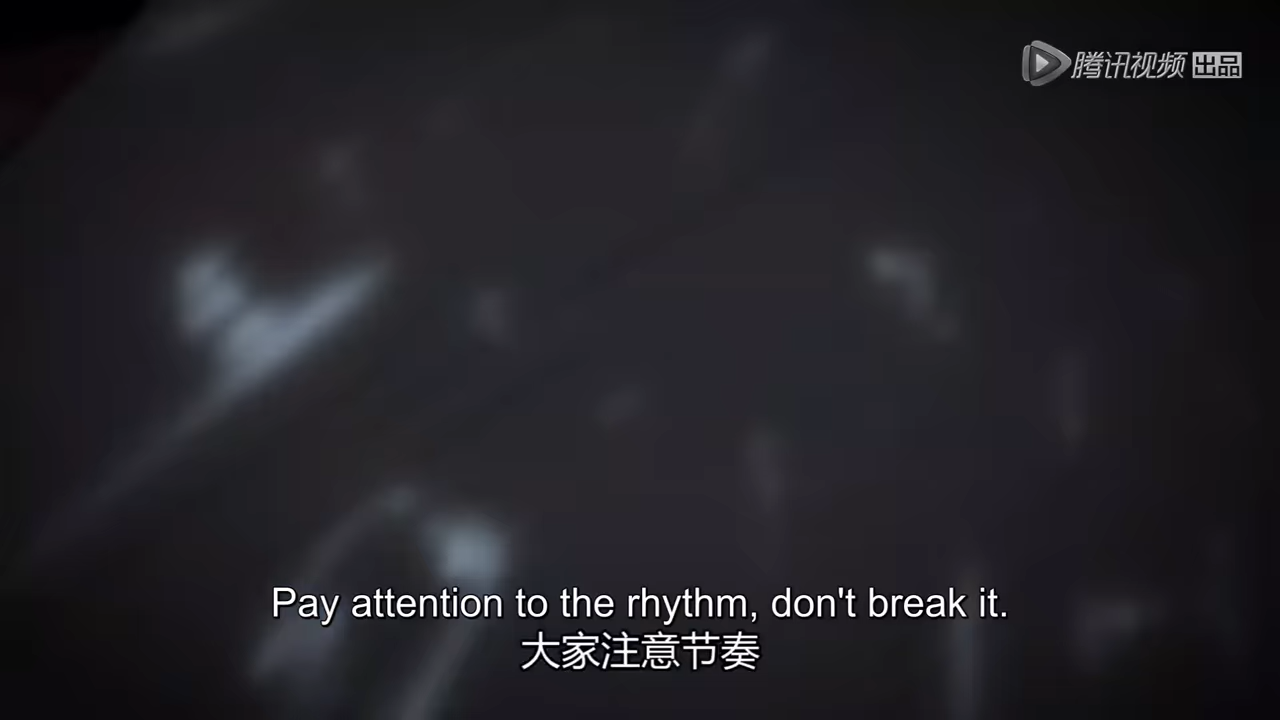 腾讯视频 出品
Pay attention to the rhythm, don't break it.
大家注意节奏